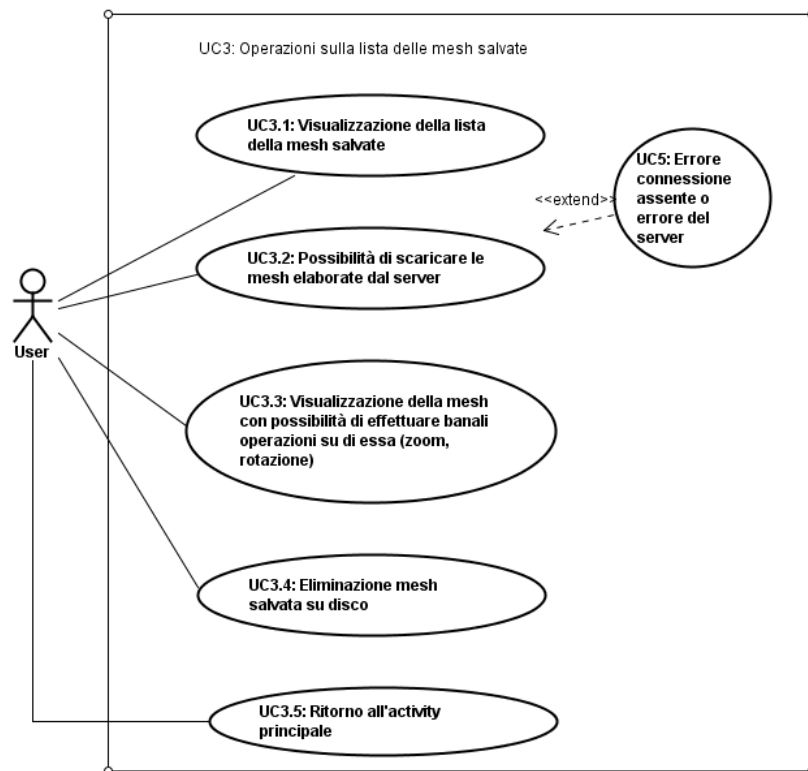 UC3: Operazioni sulla lista delle mesh salvate
UC3.1: Visualizzazione della lista
della mesh salvate
UC5: Errore
connessione
assente o
errore del
server
<<extend>>
UC3.2: Possibilità di scaricare le
mesh elaborate dal server
User
UC3.3: Visualizzazione della mesh
con possibilità di effettuare banali
operazioni su di essa (zoom,
rotazione)
UC3.4: Eliminazione mesh
salvata su disco
UC3.5: Ritorno all'activity
principale